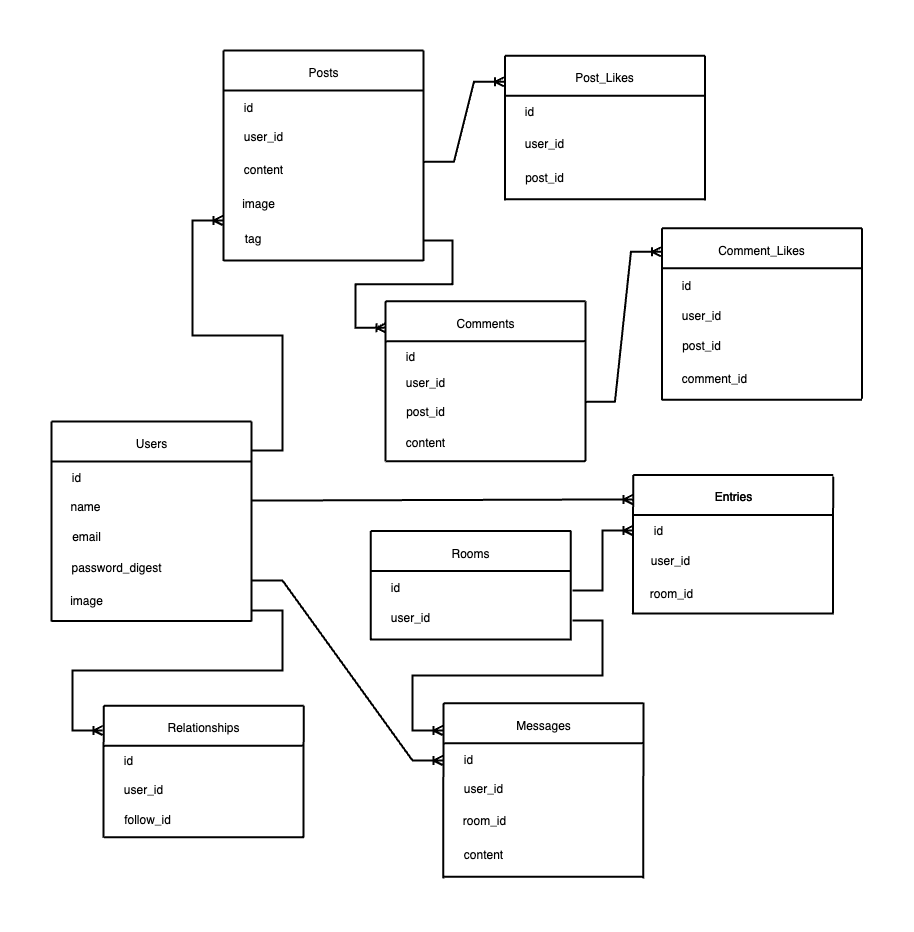 Posts
id
user_id
content
image
tag
Post_Likes
id
user_id
post_id
Comment_Likes
id
user_id
post_id
comment_id
Comments
id
user_id
post_id
content
Users
id
name
email
password_digest
image
Entries
id
user_id
room_id
Rooms
id
user_id
Relationships
id
user_id
follow_id
Messages
id
user_id
room_id
content